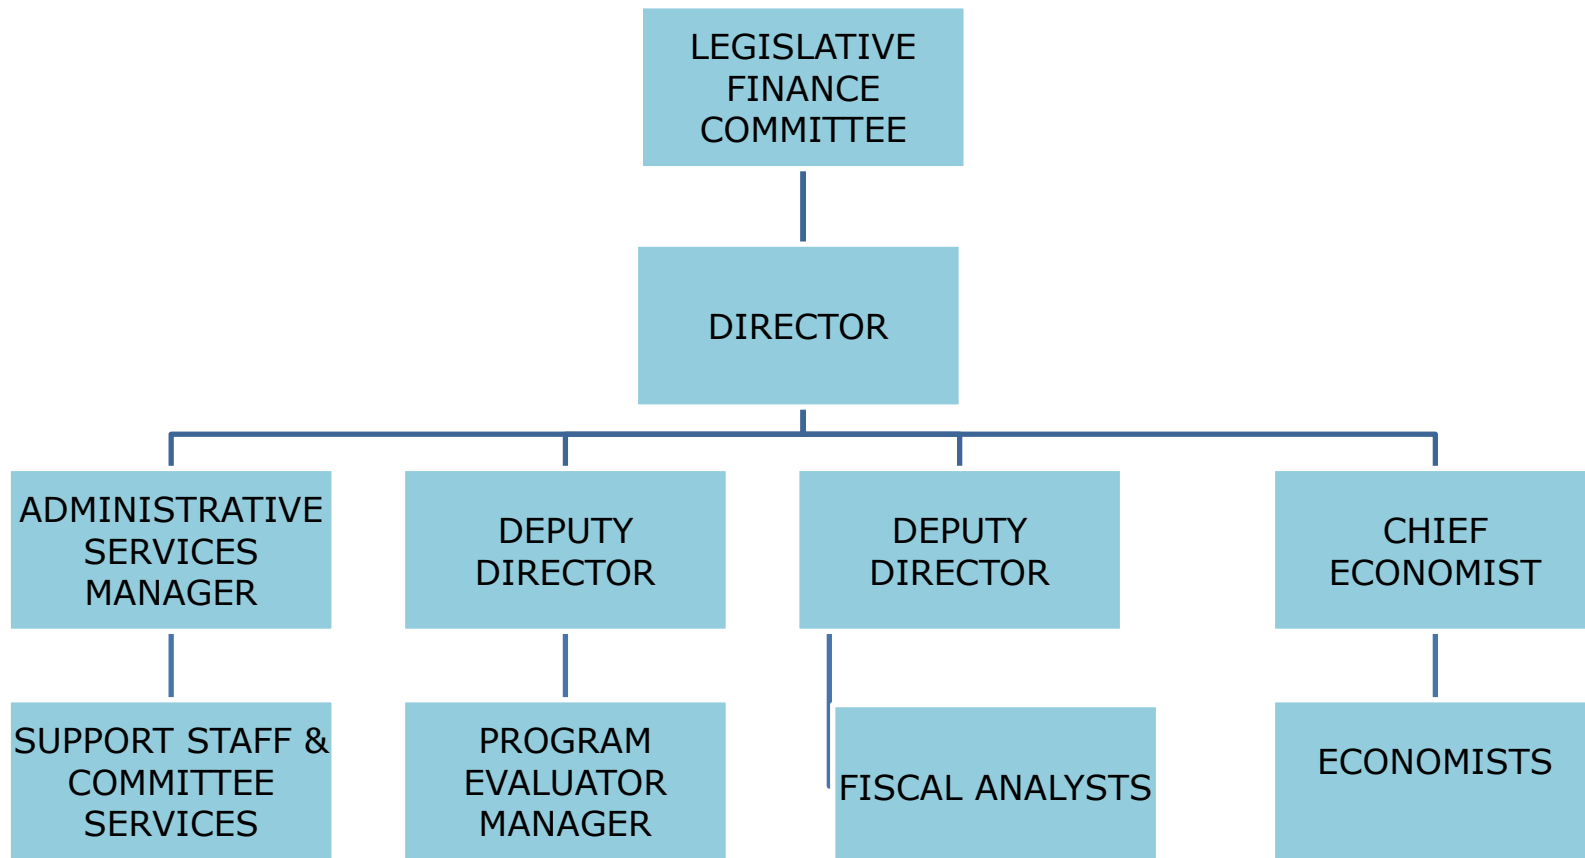 LEGISLATIVE
FINANCE
COMMITTEE
DIRECTOR
ADMINISTRATIVE
SERVICES
MANAGER
DEPUTY
DIRECTOR
DEPUTY
DIRECTOR
CHIEF
ECONOMIST
SUPPORT STAFF &
COMMITTEE
SERVICES
PROGRAM
EVALUATOR
MANAGER
FISCAL ANALYSTS
ECONOMISTS